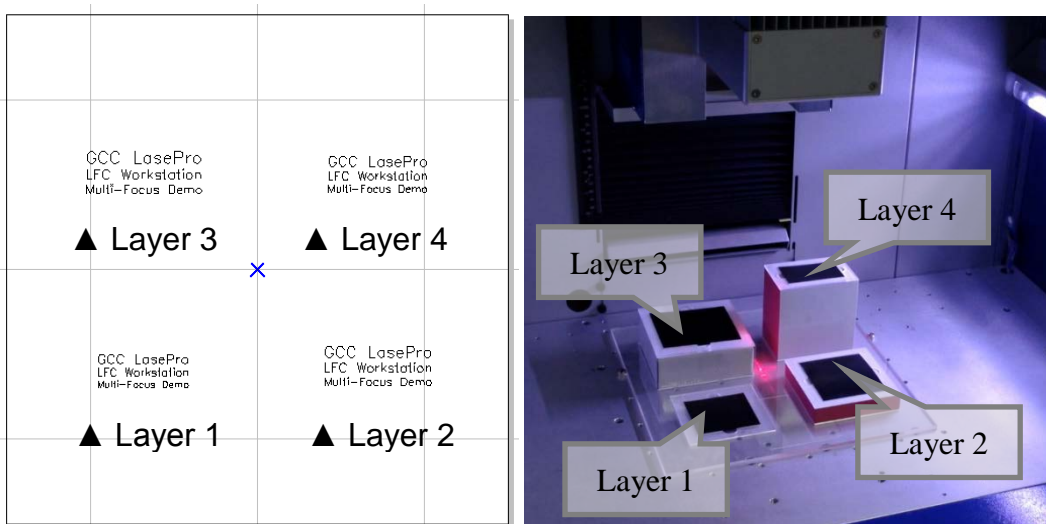 GCC LasePro
LFC Workstation
Multi-Focus Demo
▲ Layer 3
GCC LasePro
LFC Workstation
Multi-Focus Demo
▲ Layer 4
GCC LasePro
LFC Workstation
Multi-Focus Demo
▲ Layer 1
GCC LasePro
LFC Workstation
Multi-Focus Demo
▲ Layer 2
Layer 4
Layer 3
Layer 2
Layer 1